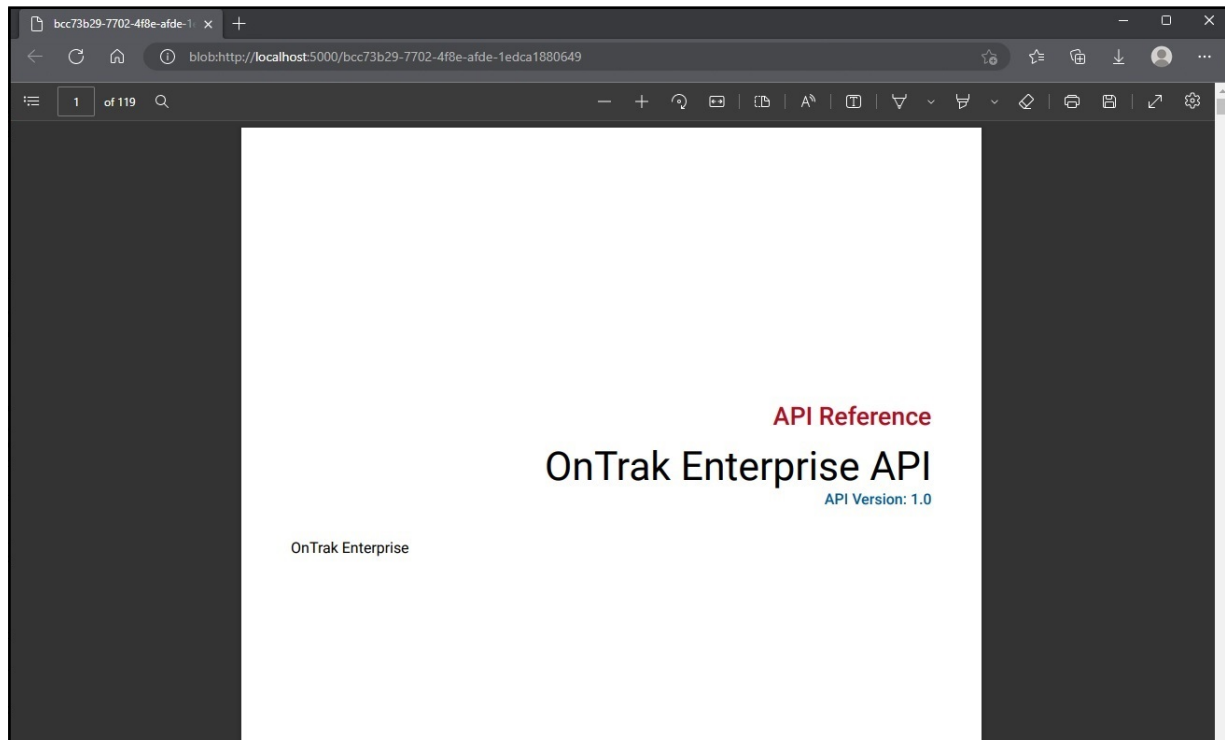 bcc73b29-7702-4f8e-afde-1
blob:http://localhost:5000/bcc73b29-7702-4f8e-afde-1edca1880649
1 of 119
API Reference
OnTrak Enterprise API
API Version: 1.0
OnTrak Enterprise